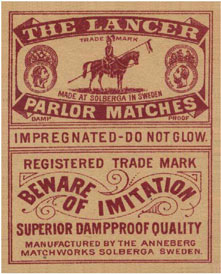 THE LANCER
TRADE MARK
MADE AT SOLBERGA IN SWEDEN
PARLOR MATCHES
DAMP PROOF
IMPREGNATED-DO NOT GLOW.
REGISTERED TRADE MARK
BEWARE
OF IMITATION
SUPERIOR DAMPPROOF QUALITY
MANUFACTURED BY THE ANNEBERG
MATCHWORKS SOLBERGA SWEDEN.